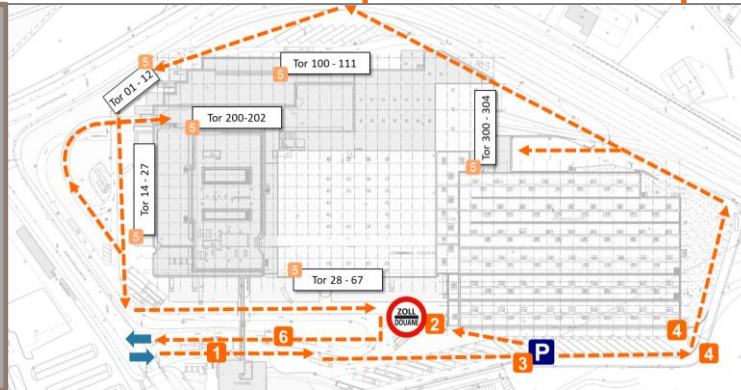 5
Tor 100 - 111
5
Tor 01 - 12
Tor 200-202
5
Tor 300 - 304
5
Tor 14 - 27
5
Tor 28 - 67
5
ZOLL
DOUANE
2
6
4
1
3
P
4